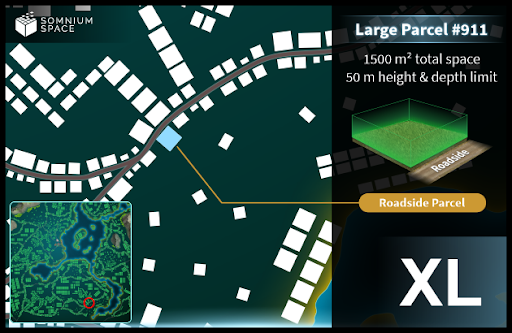 SOMNIUM
SPACE
Large Parcel #911
1500 m² total space
50 m height & depth limit
Roadside
Roadside Parcel
XL